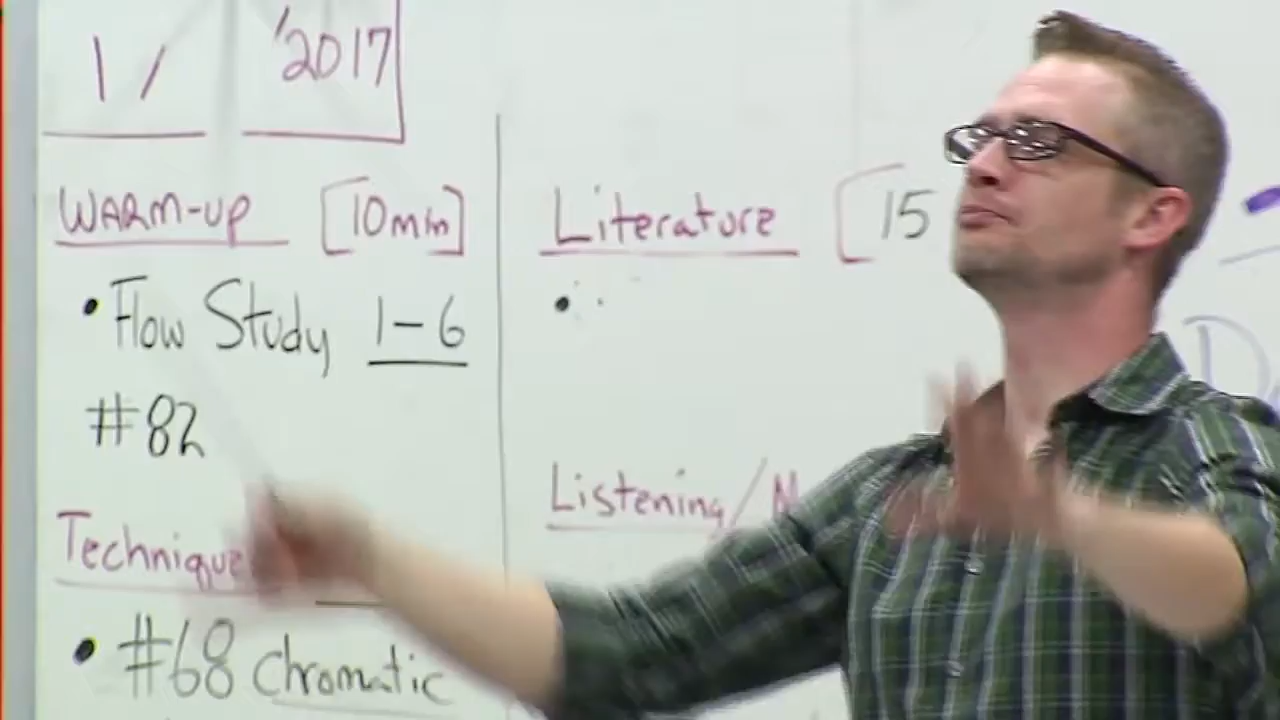 1 / '2017
WARM-UP [10min]
• Flow Study 1-6
#82
Technique
• #68 Chromatic
Literature [15
•
Listening/